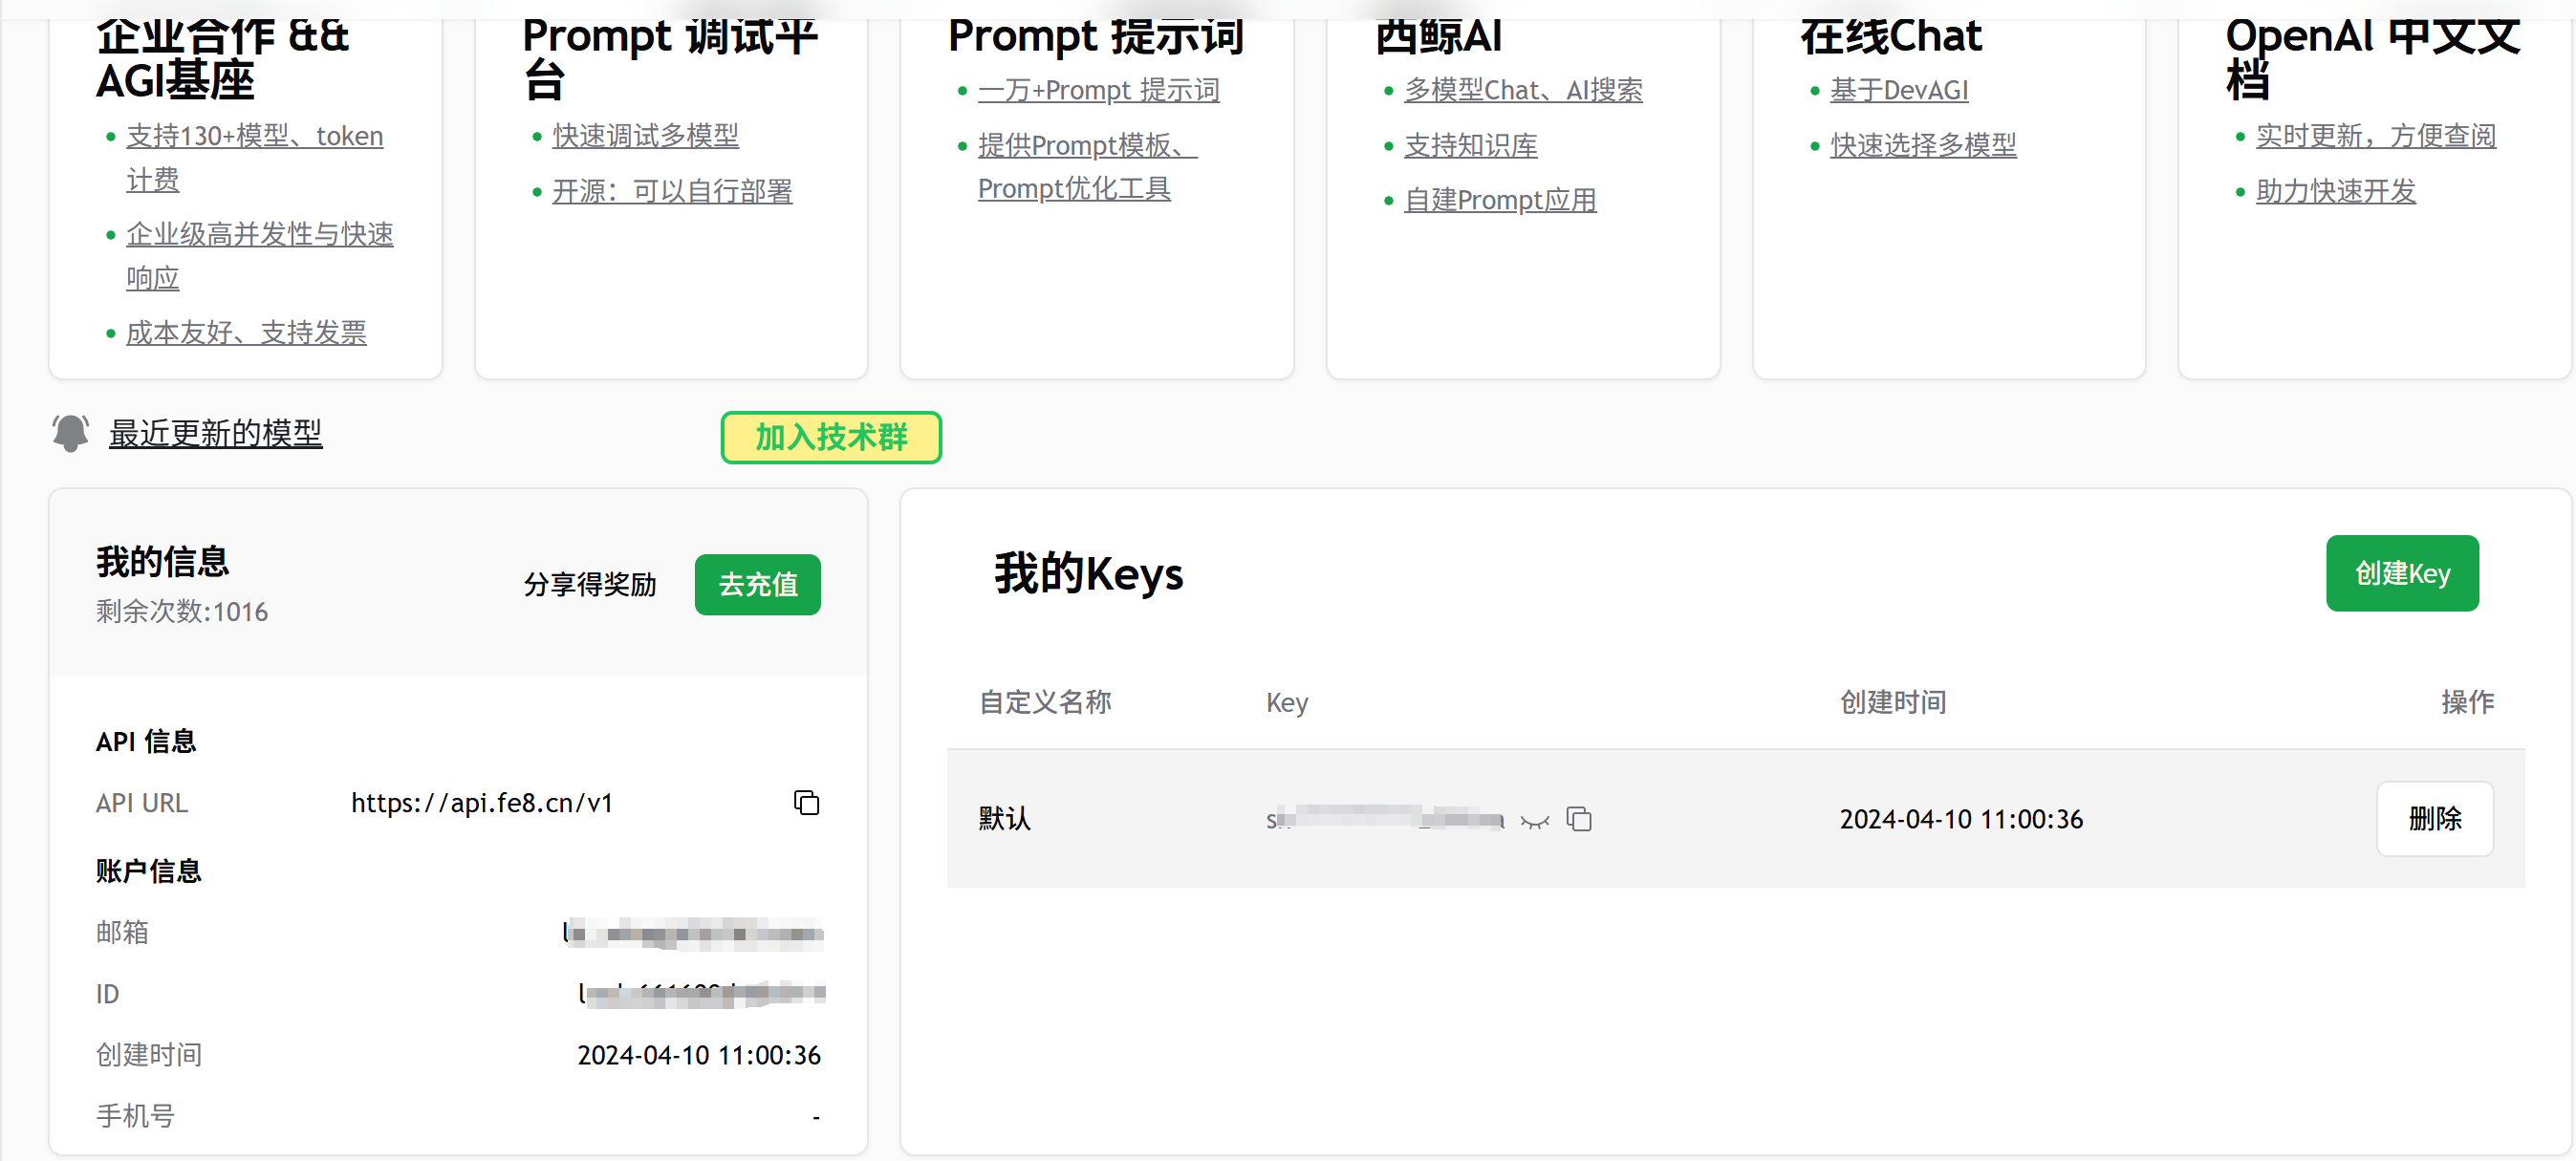 企业合作 &&
AGI基座
支持130+模型、token
计费
企业级高并发性与快速
响应
成本友好、支持发票
Prompt 调试平
台
快速调试多模型
开源：可以自行部署
Prompt 提示词
一万+Prompt 提示词
提供Prompt模板、
Prompt优化工具
西鲸AI
多模型Chat、AI搜索
支持知识库
自建Prompt应用
在线Chat
基于DevAGI
快速选择多模型
OpenAI 中文文
档
实时更新，方便查阅
助力快速开发
最近更新的模型
加入技术群
我的信息
剩余次数:1016
分享得奖励
去充值
API 信息
API URL https://api.fe8.cn/v1
账户信息
邮箱
ID
创建时间 2024-04-10 11:00:36
手机号 -
我的Keys
创建Key
自定义名称 Key 创建时间 操作
默认 2024-04-10 11:00:36 删除